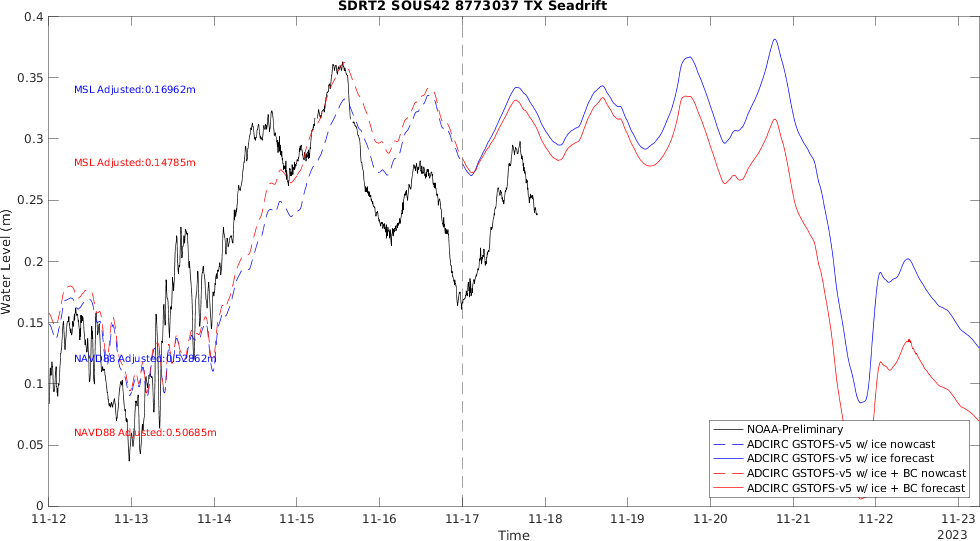 SDRT2 SOUS42 8773037 TX Seadrift
0.4
0.35
0.3
0.25
0.2
0.15
0.1
0.05
0
Water Level (m)
MSL Adjusted:0.16962m
MSL Adjusted:0.14785m
NAVD88 Adjusted:0.52862m
NAVD88 Adjusted:0.50685m
NOAA-Preliminary
ADCIRC GSTOFS-v5 w/ ice nowcast
ADCIRC GSTOFS-v5 w/ ice forecast
ADCIRC GSTOFS-v5 w/ ice + BC nowcast
ADCIRC GSTOFS-v5 w/ ice + BC forecast
11-12 11-13 11-14 11-15 11-16 11-17 11-18 11-19 11-20 11-21 11-22 11-23
Time
2023